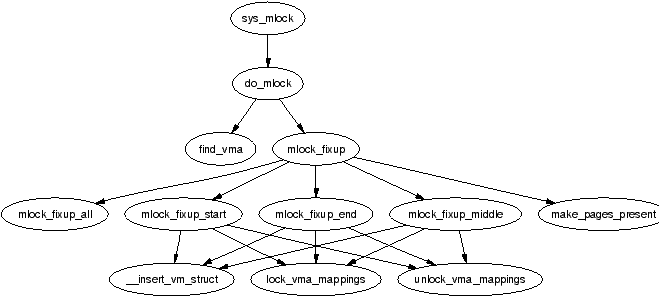 sys_mlock
do_mlock
find_vma
mlock_fixup
mlock_fixup_all
mlock_fixup_start
mlock_fixup_end
mlock_fixup_middle
make_pages_present
__insert_vm_struct
lock_vma_mappings
unlock_vma_mappings